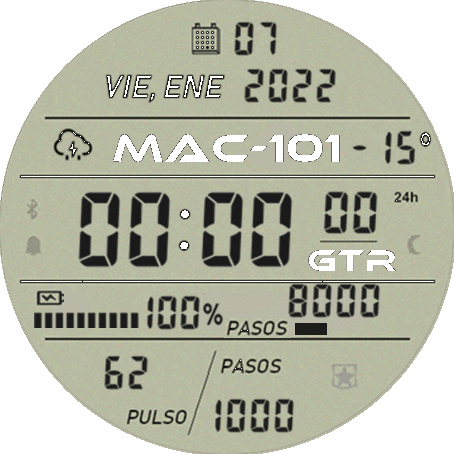 07
VIE, ENE 2022
MAC-101 - 15°
00:00 00 24h
GTR
100% 8000
PASOS
62 PASOS
PULSO 1000